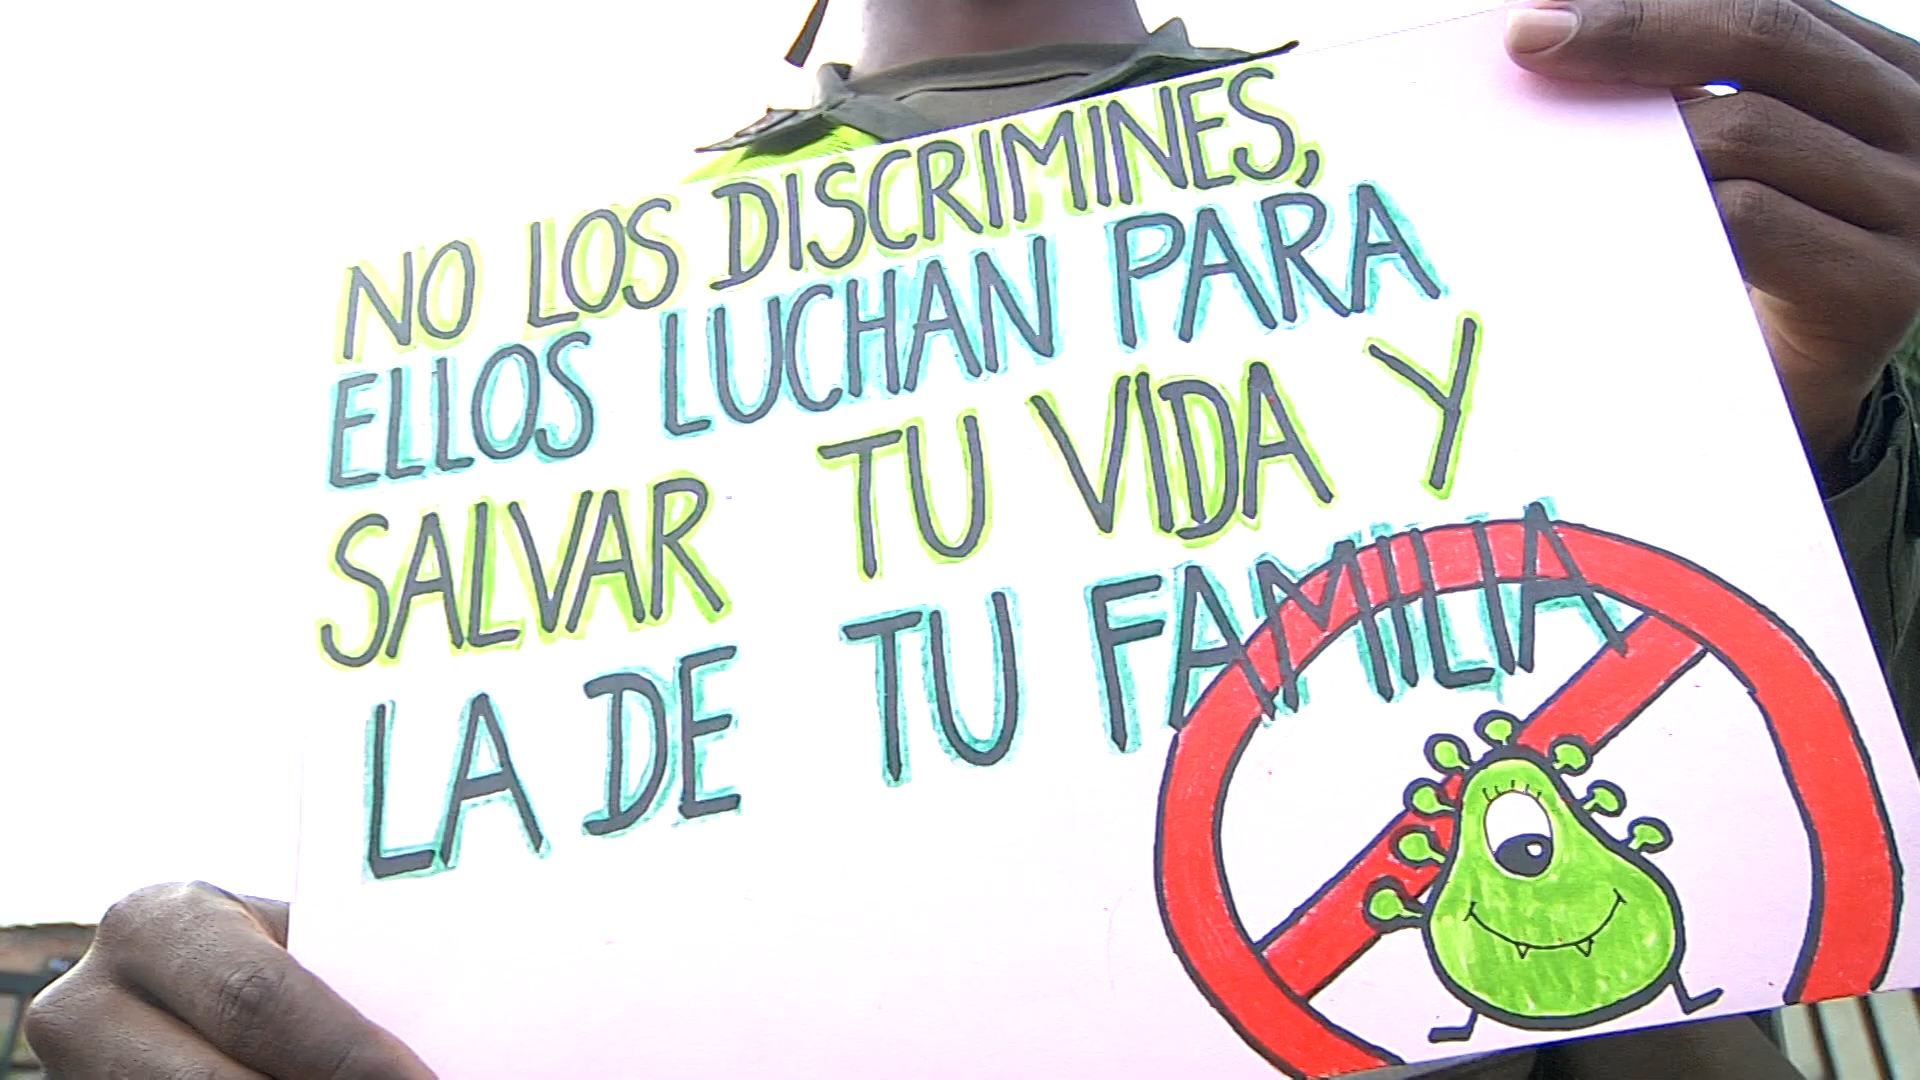 NO LOS DISCRIMINES,
ELLOS LUCHAN PARA
SALVAR TU VIDA Y
LA DE TU FAMILIA